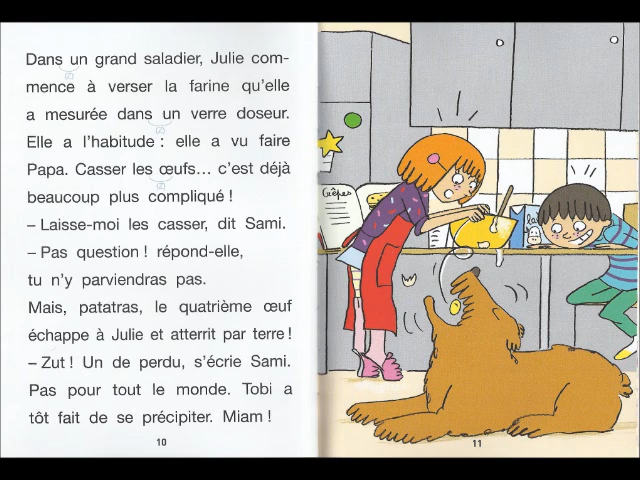 Dans un grand saladier, Julie com-
mence à verser la farine qu'elle
a mesurée dans un verre doseur.
Elle a l'habitude : elle a vu faire
Papa. Casser les œufs... c'est déjà
beaucoup plus compliqué !
– Laisse-moi les casser, dit Sami.
– Pas question ! répond-elle,
tu n'y parviendras pas.
Mais, patatras, le quatrième œuf
échappe à Julie et atterrit par terre !
– Zut ! Un de perdu, s'écrie Sami.
Pas pour tout le monde. Tobi a
tôt fait de se précipiter. Miam !
10
Crêpes
11